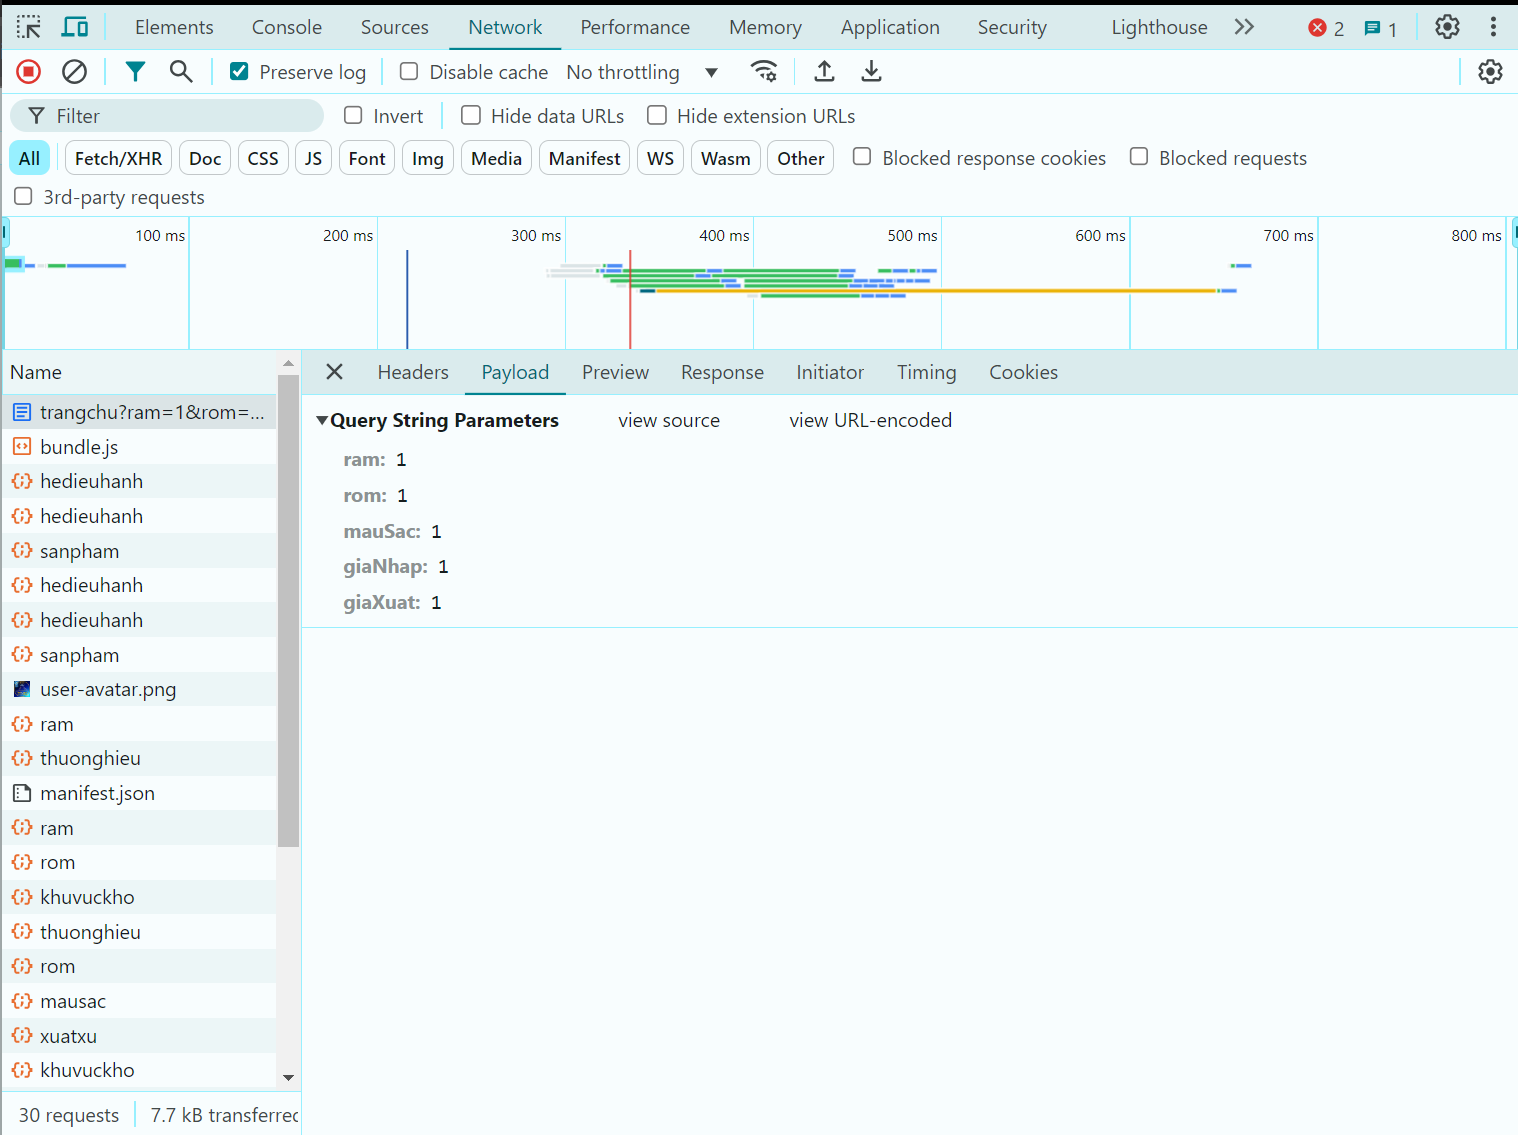 Elements Console Sources Network Performance Memory Application Security Lighthouse 2 1
Preserve log Disable cache No throttling
Filter Invert Hide data URLs Hide extension URLs
All Fetch/XHR Doc CSS JS Font Img Media Manifest WS Wasm Other Blocked response cookies Blocked requests
3rd-party requests
100 ms 200 ms 300 ms 400 ms 500 ms 600 ms 700 ms 800 ms
Name
trangchu?ram=1&rom=...
bundle.js
hedieuhanh
hedieuhanh
sanpham
hedieuhanh
hedieuhanh
sanpham
user-avatar.png
ram
thuonghieu
manifest.json
ram
rom
khuvuckho
thuonghieu
rom
mausac
xuatxu
khuvuckho
30 requests 7.7 kB transferrec
Headers Payload Preview Response Initiator Timing Cookies
Query String Parameters view source view URL-encoded
ram: 1
rom: 1
mauSac: 1
giaNhap: 1
giaXuat: 1